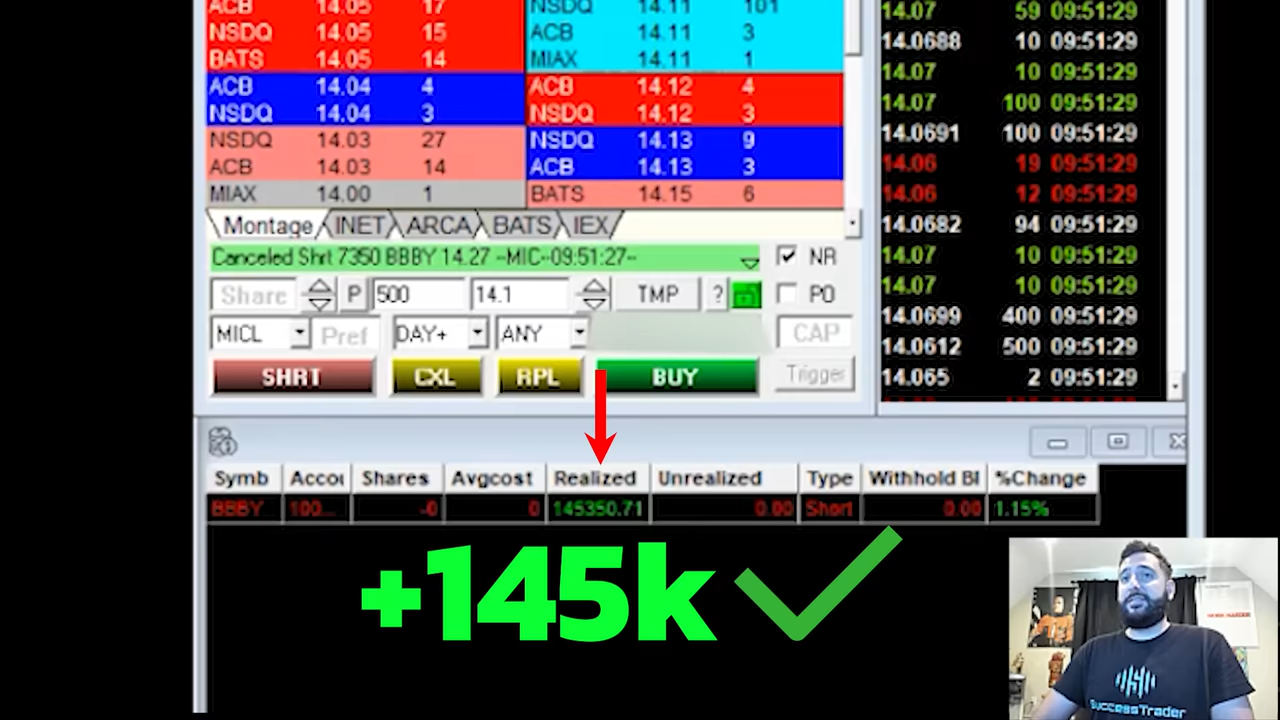 ACB 14.05 17 NSDQ 14.11 101
NSDQ 14.05 15 ACB 14.11 3
BATS 14.05 14 MIAX 14.11 1
ACB 14.04 4 ACB 14.12 4
NSDQ 14.04 3 NSDQ 14.12 3
NSDQ 14.03 27 NSDQ 14.13 9
ACB 14.03 14 ACB 14.13 3
MIAX 14.00 1 BATS 14.15 6
Montage INET ARCA BATS IEX
Canceled Shrt 7350 BBBY 14.27 --MIC--09:51:27-- NR
Share P 500 14.1 TMP ? PO
MICL Pref DAY+ ANY CAP
SHRT CXL RPL BUY Trigger
14.07 59 09:51:29
14.0688 10 09:51:29
14.07 10 09:51:29
14.07 100 09:51:29
14.0691 100 09:51:29
14.06 19 09:51:29
14.06 12 09:51:29
14.0682 94 09:51:29
14.07 10 09:51:29
14.07 10 09:51:29
14.0699 400 09:51:29
14.0612 500 09:51:29
14.065 2 09:51:29
Symb Accou Shares Avgcost Realized Unrealized Type Withhold Bl %Change
BBBY 100... -0 0 145350.71 0.00 Short 0.00 1.15%
+145k
WORK HARDER
SuccessTrader